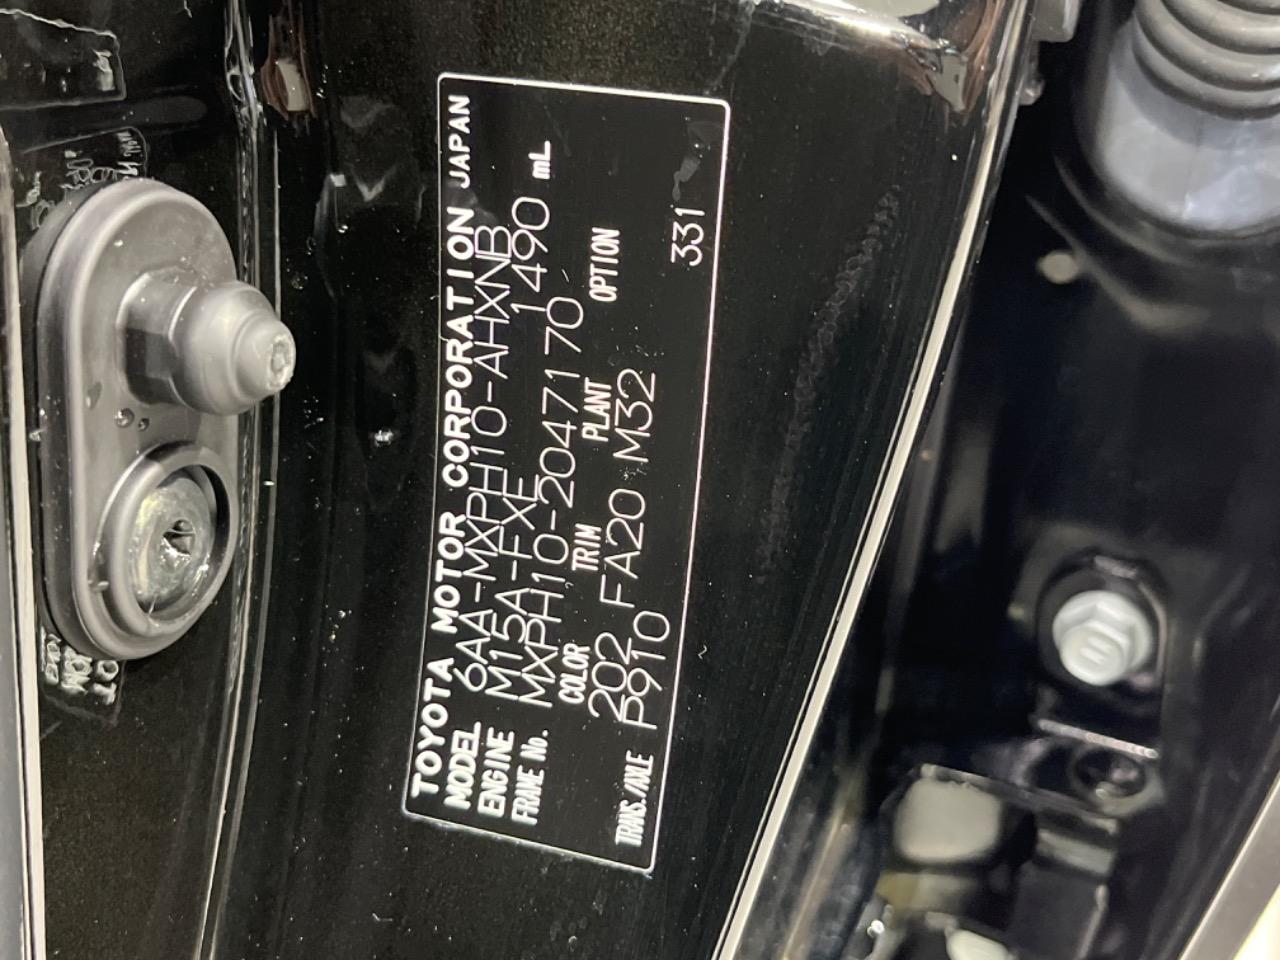 TOYOTA MOTOR CORPORATION JAPAN
MODEL 6AA-MXPH10-AHXNB
ENGINE M15A-FXE 1490 mL
FRAME No. MXPH10-2047170
COLOR TRIM PLANT OPTION
202 FA20 M32
TRANS./AXLE P910 331